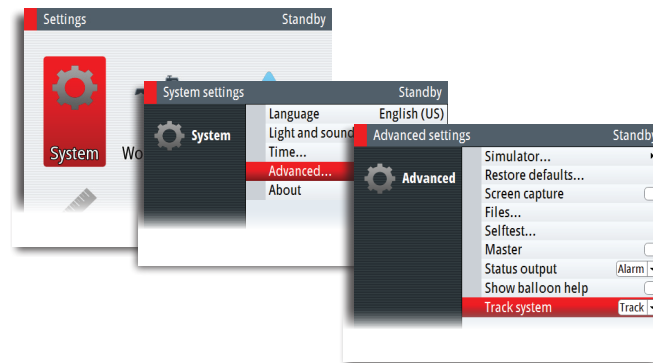 Settings Standby
System Wo
System settings Standby
System
Language English (US)
Light and sound
Time...
Advanced...
About
Advanced settings Standby
Advanced
Simulator...
Restore defaults...
Screen capture
Files...
Selftest...
Master
Status output Alarm
Show balloon help
Track system Track